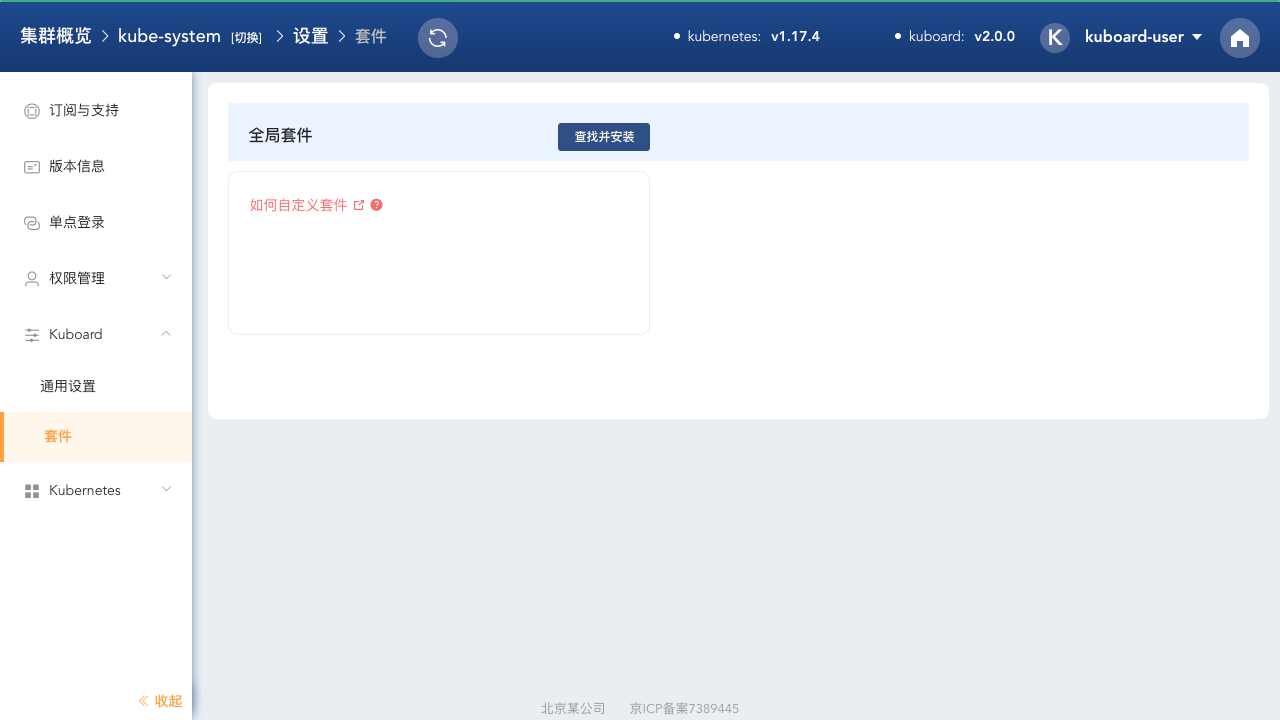 集群概览 > kube-system [切换] > 设置 > 套件
kubernetes: v1.17.4
kuboard: v2.0.0
K kuboard-user
订阅与支持
版本信息
单点登录
权限管理
Kuboard
通用设置
套件
Kubernetes
收起
全局套件
查找并安装
如何自定义套件
北京某公司 京ICP备案7389445